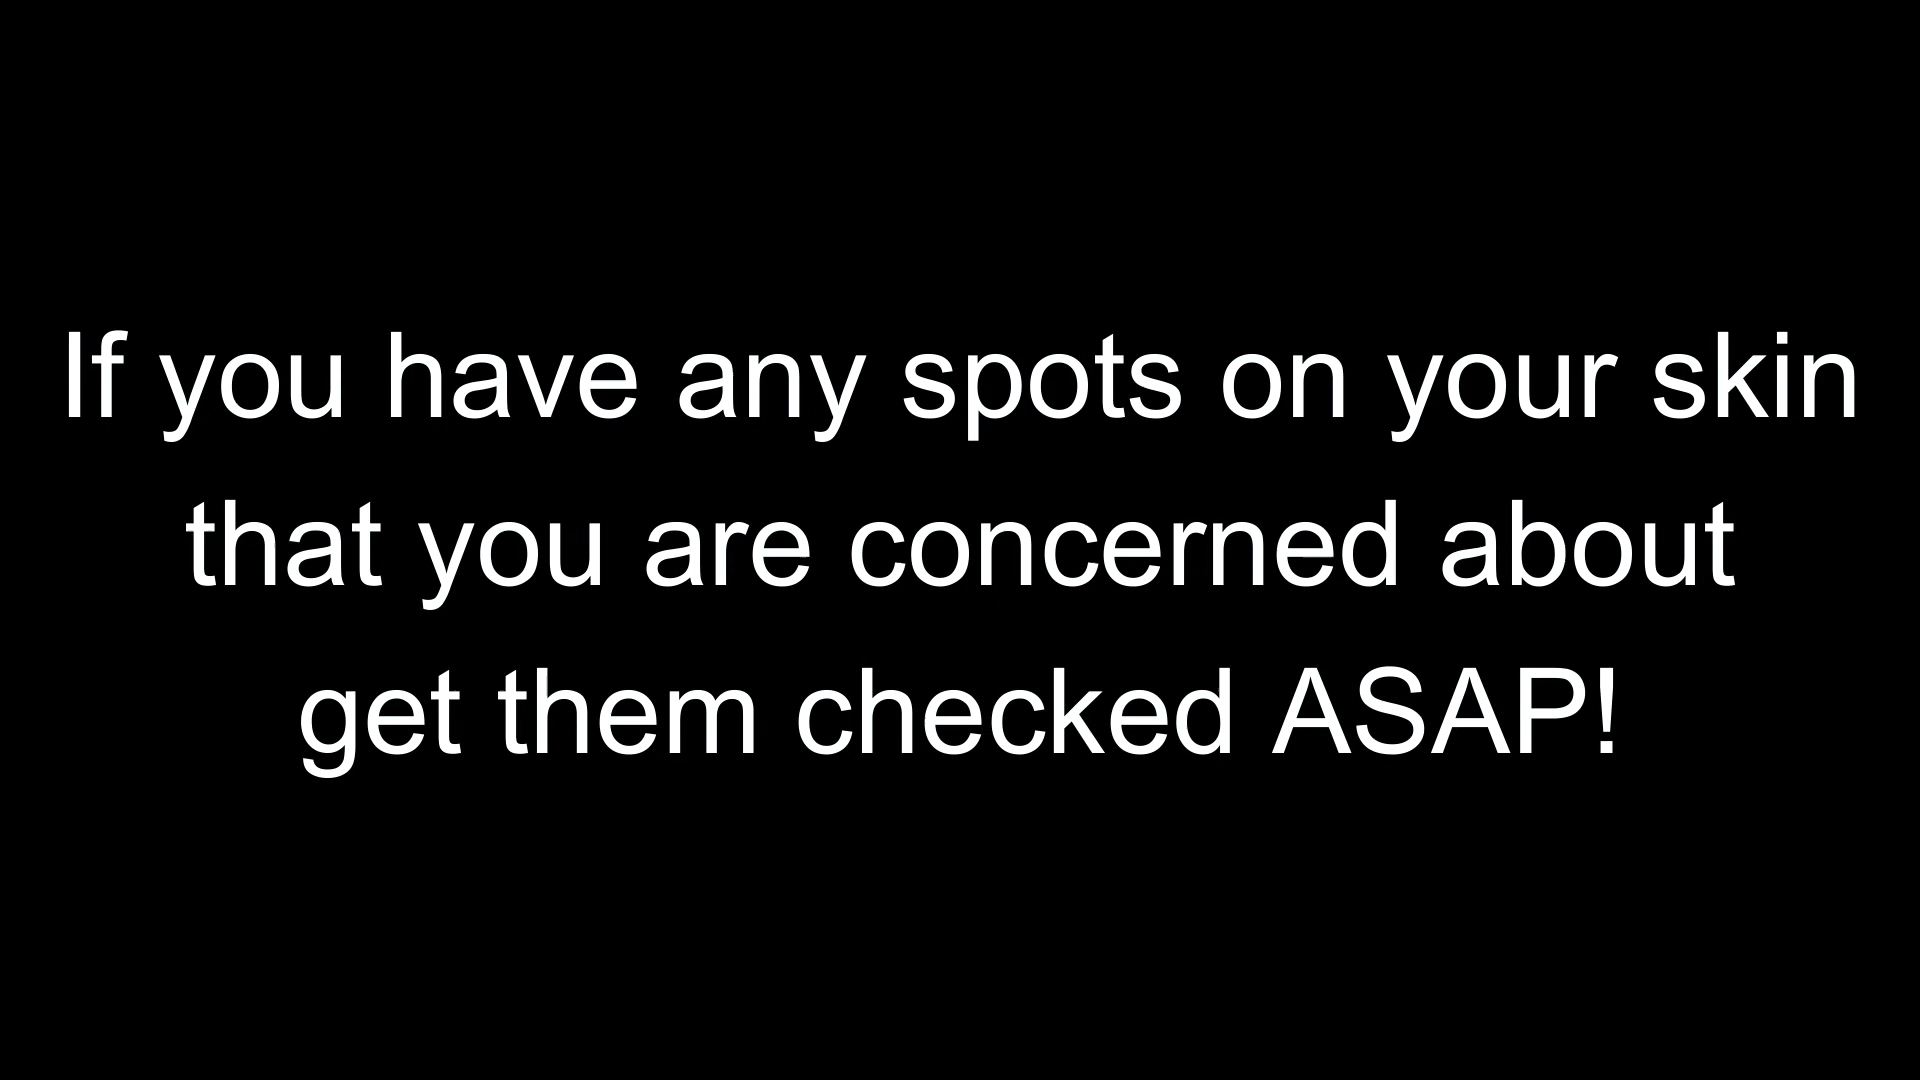 If you have any spots on your skin
that you are concerned about
get them checked ASAP!